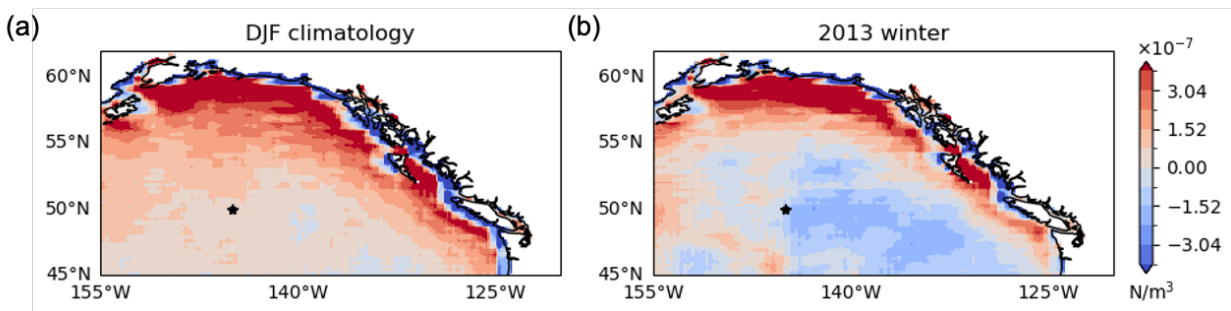 (a) DJF climatology
(b) 2013 winter
×10⁻⁷
60°N
55°N
50°N
45°N
155°W 140°W 125°W
60°N
55°N
50°N
45°N
155°W 140°W 125°W
3.04
1.52
0.00
−1.52
−3.04
N/m³